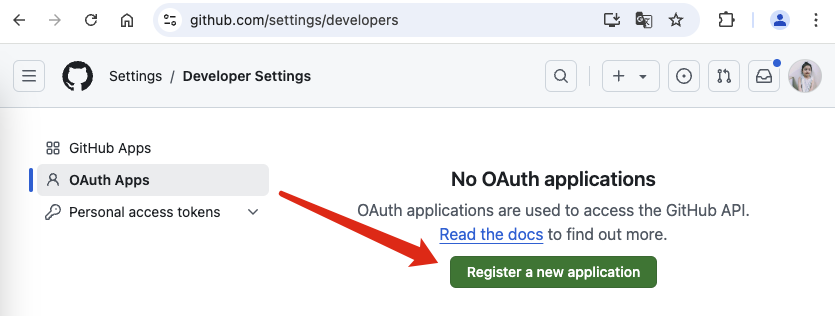 github.com/settings/developers
Settings / Developer Settings
GitHub Apps
OAuth Apps
Personal access tokens
No OAuth applications
OAuth applications are used to access the GitHub API.
Read the docs to find out more.
Register a new application